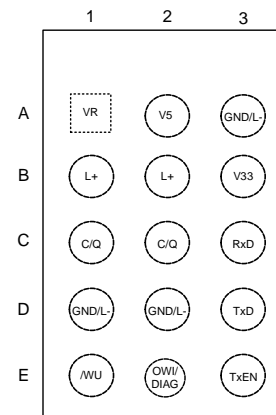 1 2 3
A VR V5 GND/L-
B L+ L+ V33
C C/Q C/Q RxD
D GND/L- GND/L- TxD
E /WU OWI/ DIAG TxEN